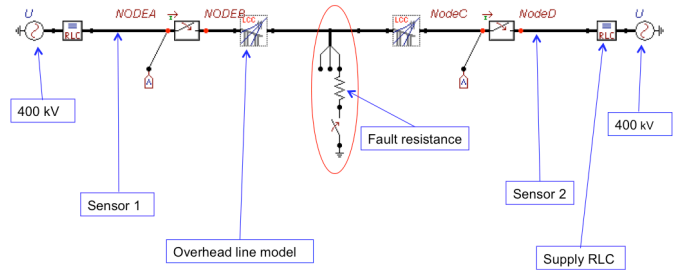 U NODEA NODEB NodeC NodeD U
RLC LCC LCC RLC
400 kV
Fault resistance
400 kV
Sensor 1
Sensor 2
Overhead line model
Supply RLC